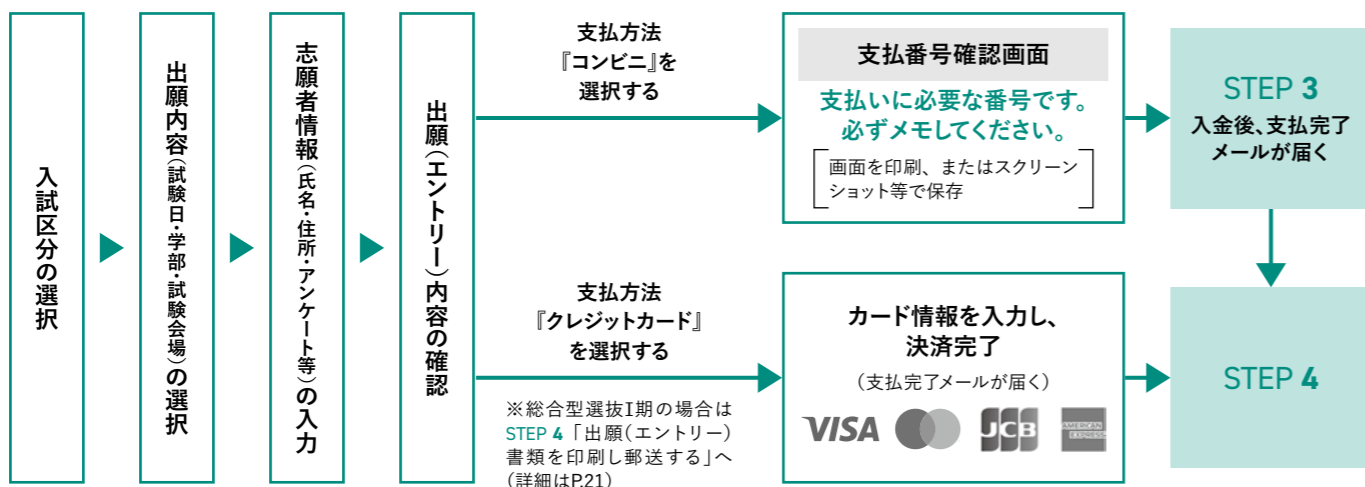 入試区分の選択
出願内容(試験日・学部・試験会場)の選択
志願者情報(氏名・住所・アンケート等)の入力
出願(エントリー)内容の確認
支払方法
『コンビニ』を
選択する
支払番号確認画面
支払いに必要な番号です。
必ずメモしてください。
画面を印刷、またはスクリーン
ショット等で保存
STEP 3
入金後、支払完了
メールが届く
支払方法
『クレジットカード』
を選択する
※総合型選抜Ⅰ期の場合は
STEP 4「出願(エントリー)
書類を印刷し郵送する」へ
(詳細はP.21)
カード情報を入力し、
決済完了
(支払完了メールが届く)
VISA
JCB
AMERICAN
EXPRESS
STEP 4